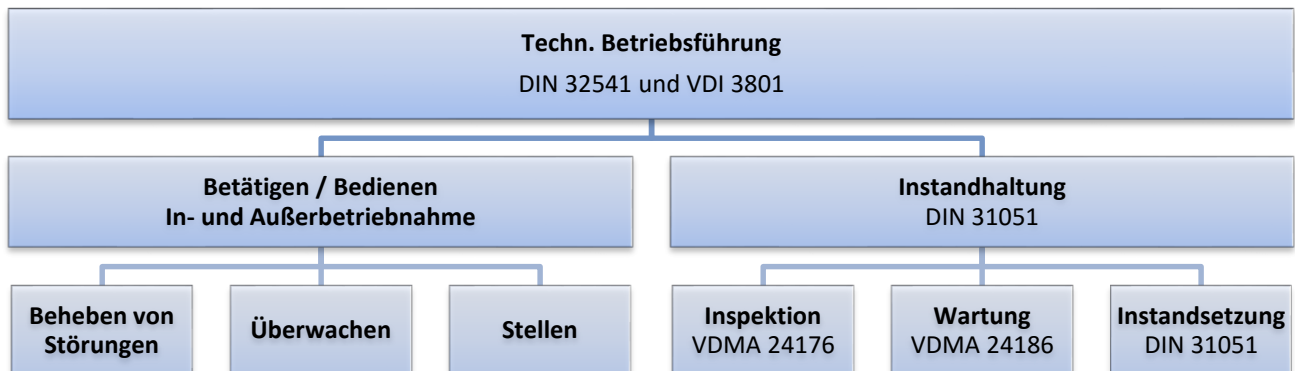 Techn. Betriebsführung
DIN 32541 und VDI 3801
Betätigen / Bedienen
In- und Außerbetriebnahme
Instandhaltung
DIN 31051
Beheben von
Störungen
Überwachen
Stellen
Inspektion
VDMA 24176
Wartung
VDMA 24186
Instandsetzung
DIN 31051